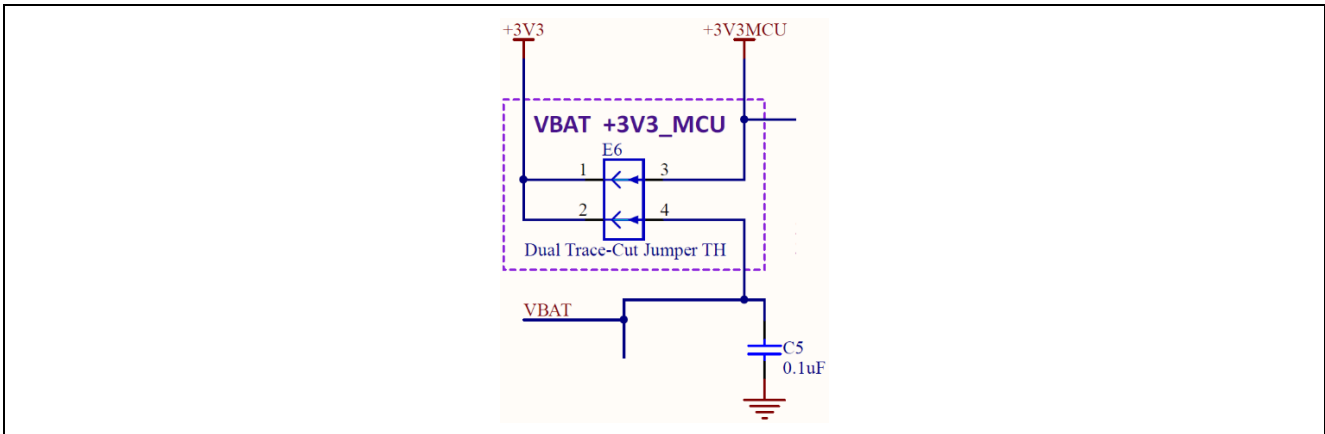 +3V3 +3V3MCU
VBAT +3V3_MCU
E6
1 3
2 4
Dual Trace-Cut Jumper TH
VBAT
C5
0.1uF